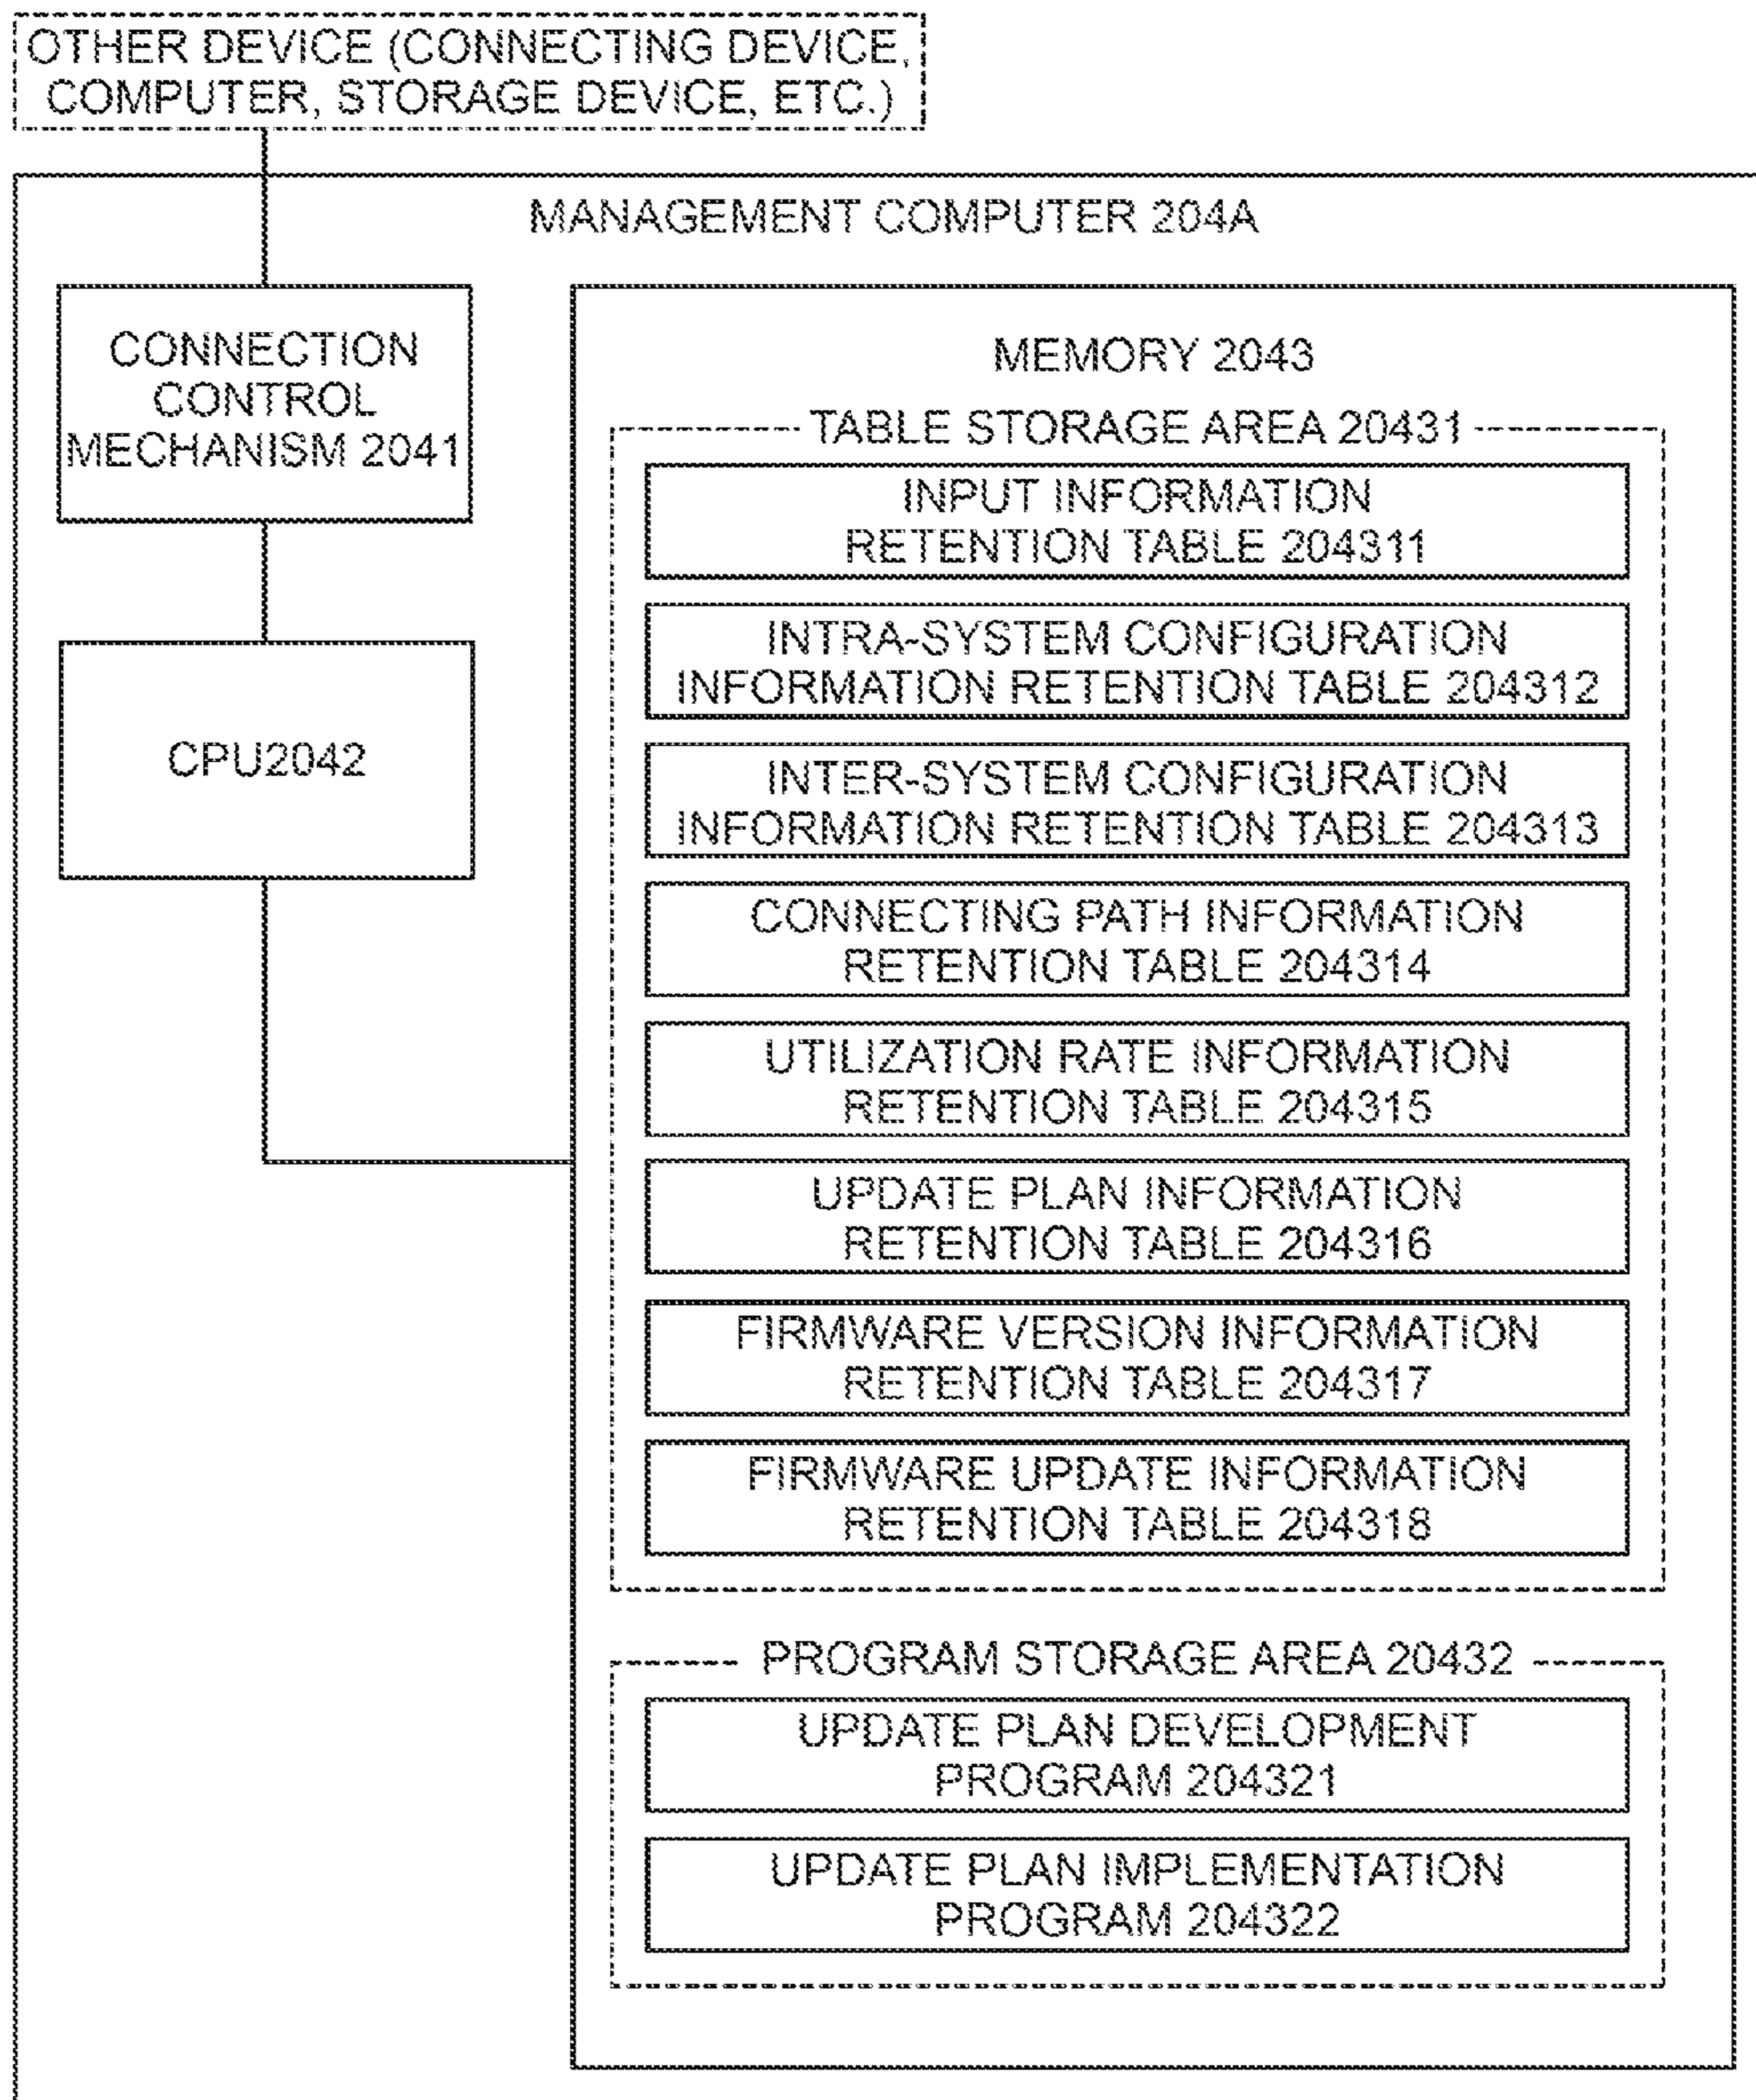 OTHER DEVICE (CONNECTING DEVICE,
COMPUTER, STORAGE DEVICE, ETC.)
MANAGEMENT COMPUTER 204A
CONNECTION
CONTROL
MECHANISM 2041
CPU2042
MEMORY 2043
TABLE STORAGE AREA 20431
INPUT INFORMATION
RETENTION TABLE 204311
INTRA-SYSTEM CONFIGURATION
INFORMATION RETENTION TABLE 204312
INTER-SYSTEM CONFIGURATION
INFORMATION RETENTION TABLE 204313
CONNECTING PATH INFORMATION
RETENTION TABLE 204314
UTILIZATION RATE INFORMATION
RETENTION TABLE 204315
UPDATE PLAN INFORMATION
RETENTION TABLE 204316
FIRMWARE VERSION INFORMATION
RETENTION TABLE 204317
FIRMWARE UPDATE INFORMATION
RETENTION TABLE 204318
PROGRAM STORAGE AREA 20432
UPDATE PLAN DEVELOPMENT
PROGRAM 204321
UPDATE PLAN IMPLEMENTATION
PROGRAM 204322